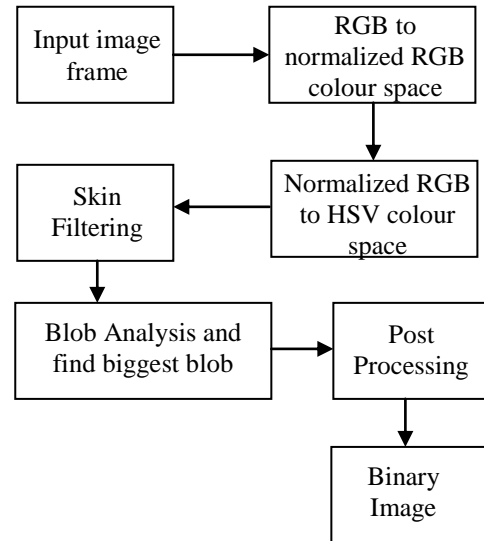 Input image
frame
RGB to
normalized RGB
colour space
Normalized RGB
to HSV colour
space
Skin
Filtering
Blob Analysis and
find biggest blob
Post
Processing
Binary
Image